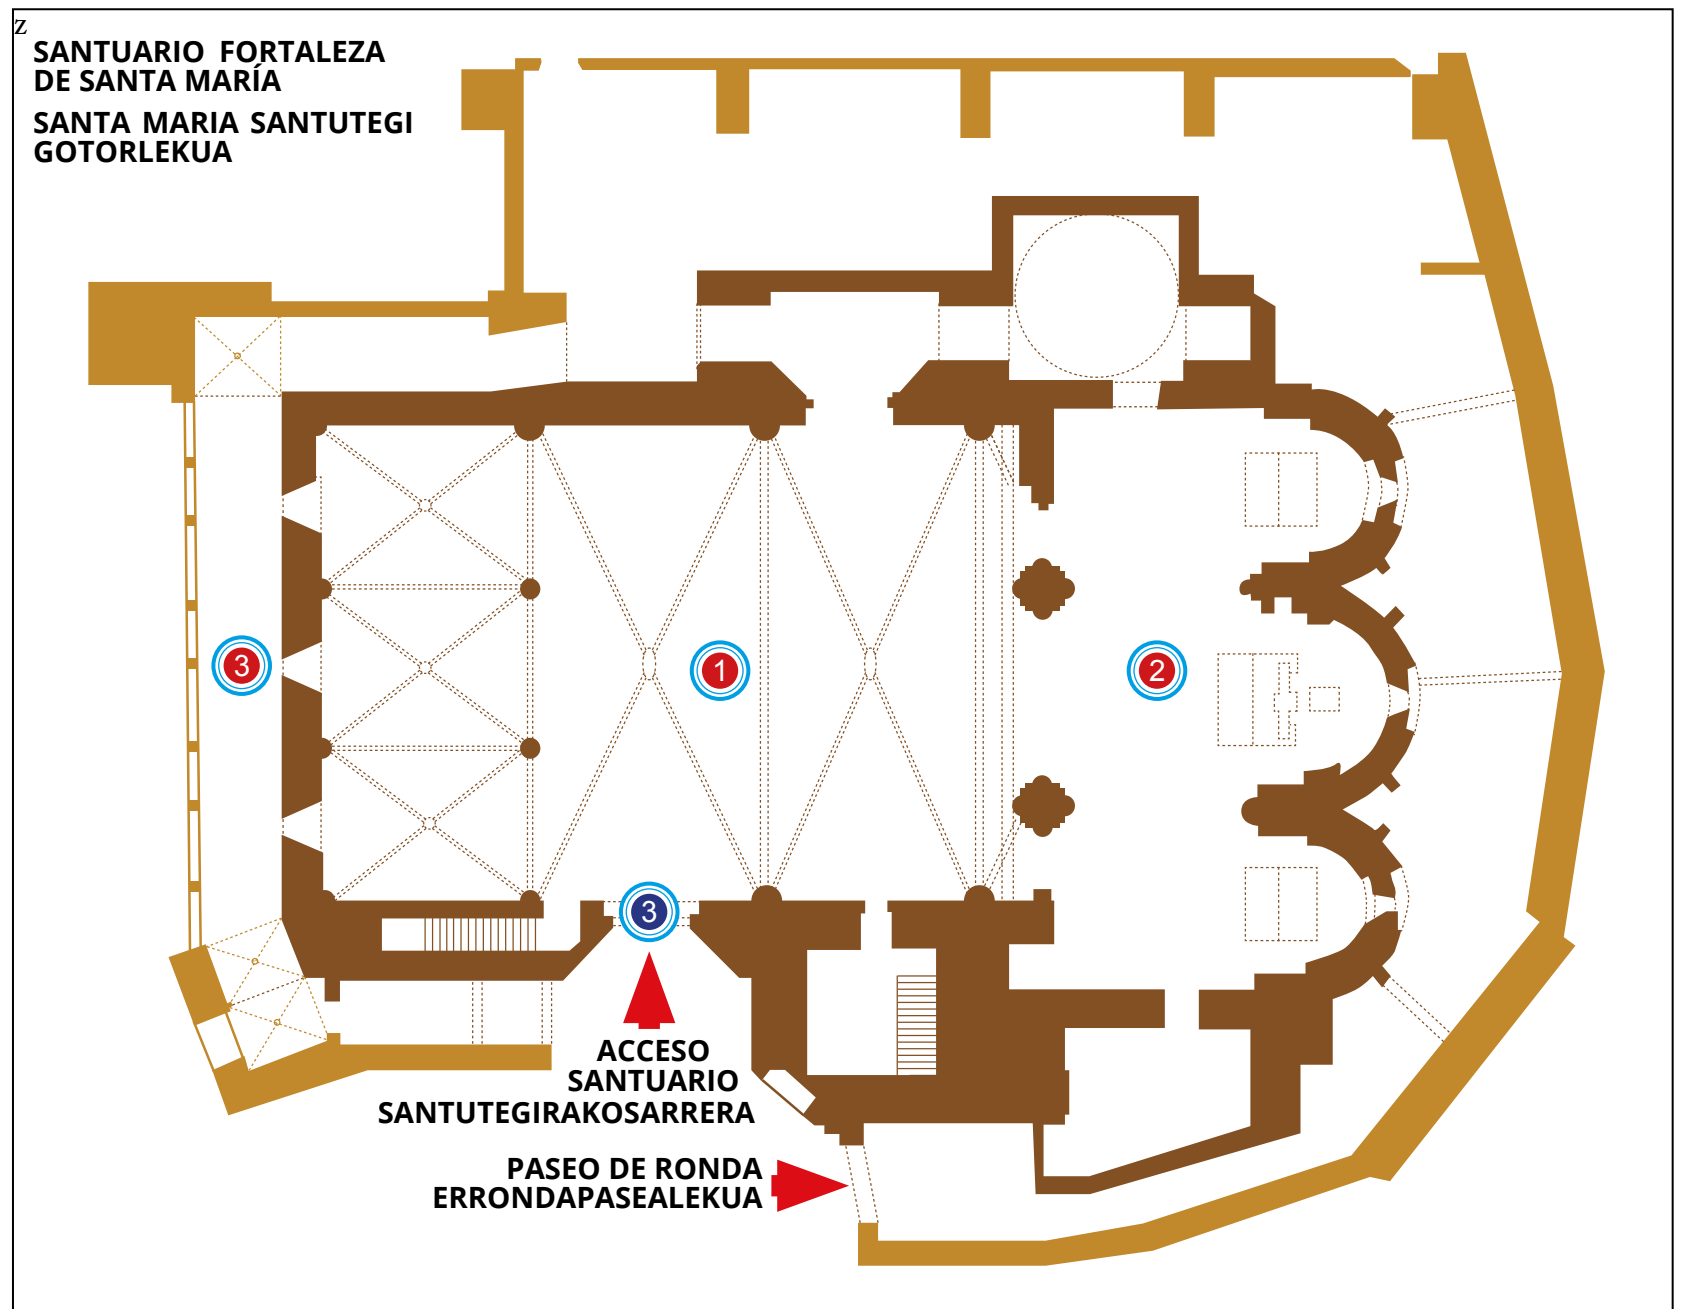 z
SANTUARIO FORTALEZA
DE SANTA MARÍA
SANTA MARIA SANTUTEGI
GOTORLEKUA
3
1
2
3
ACCESO
SANTUARIO
SANTUTEGIRAKOSARRERA
PASEO DE RONDA
ERRONDAPASEALEKUA